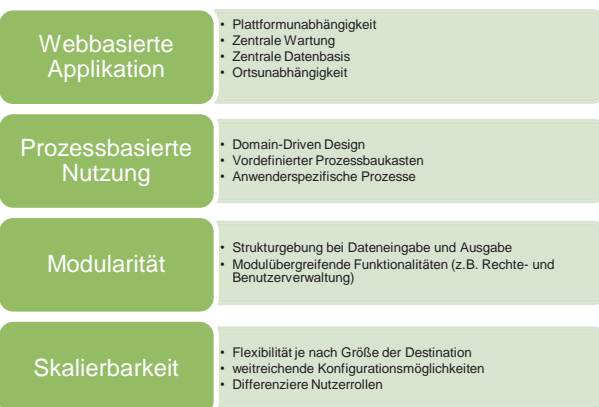 Webbasierte
Applikation
• Plattformunabhängigkeit
• Zentrale Wartung
• Zentrale Datenbasis
• Ortsunabhängigkeit
Prozessbasierte
Nutzung
• Domain-Driven Design
• Vordefinierter Prozessbaukasten
• Anwenderspezifische Prozesse
Modularität
• Strukturgebung bei Dateneingabe und Ausgabe
• Modulübergreifende Funktionalitäten (z.B. Rechte- und
Benutzerverwaltung)
Skalierbarkeit
• Flexibilität je nach Größe der Destination
• weitreichende Konfigurationsmöglichkeiten
• Differenziere Nutzerrollen